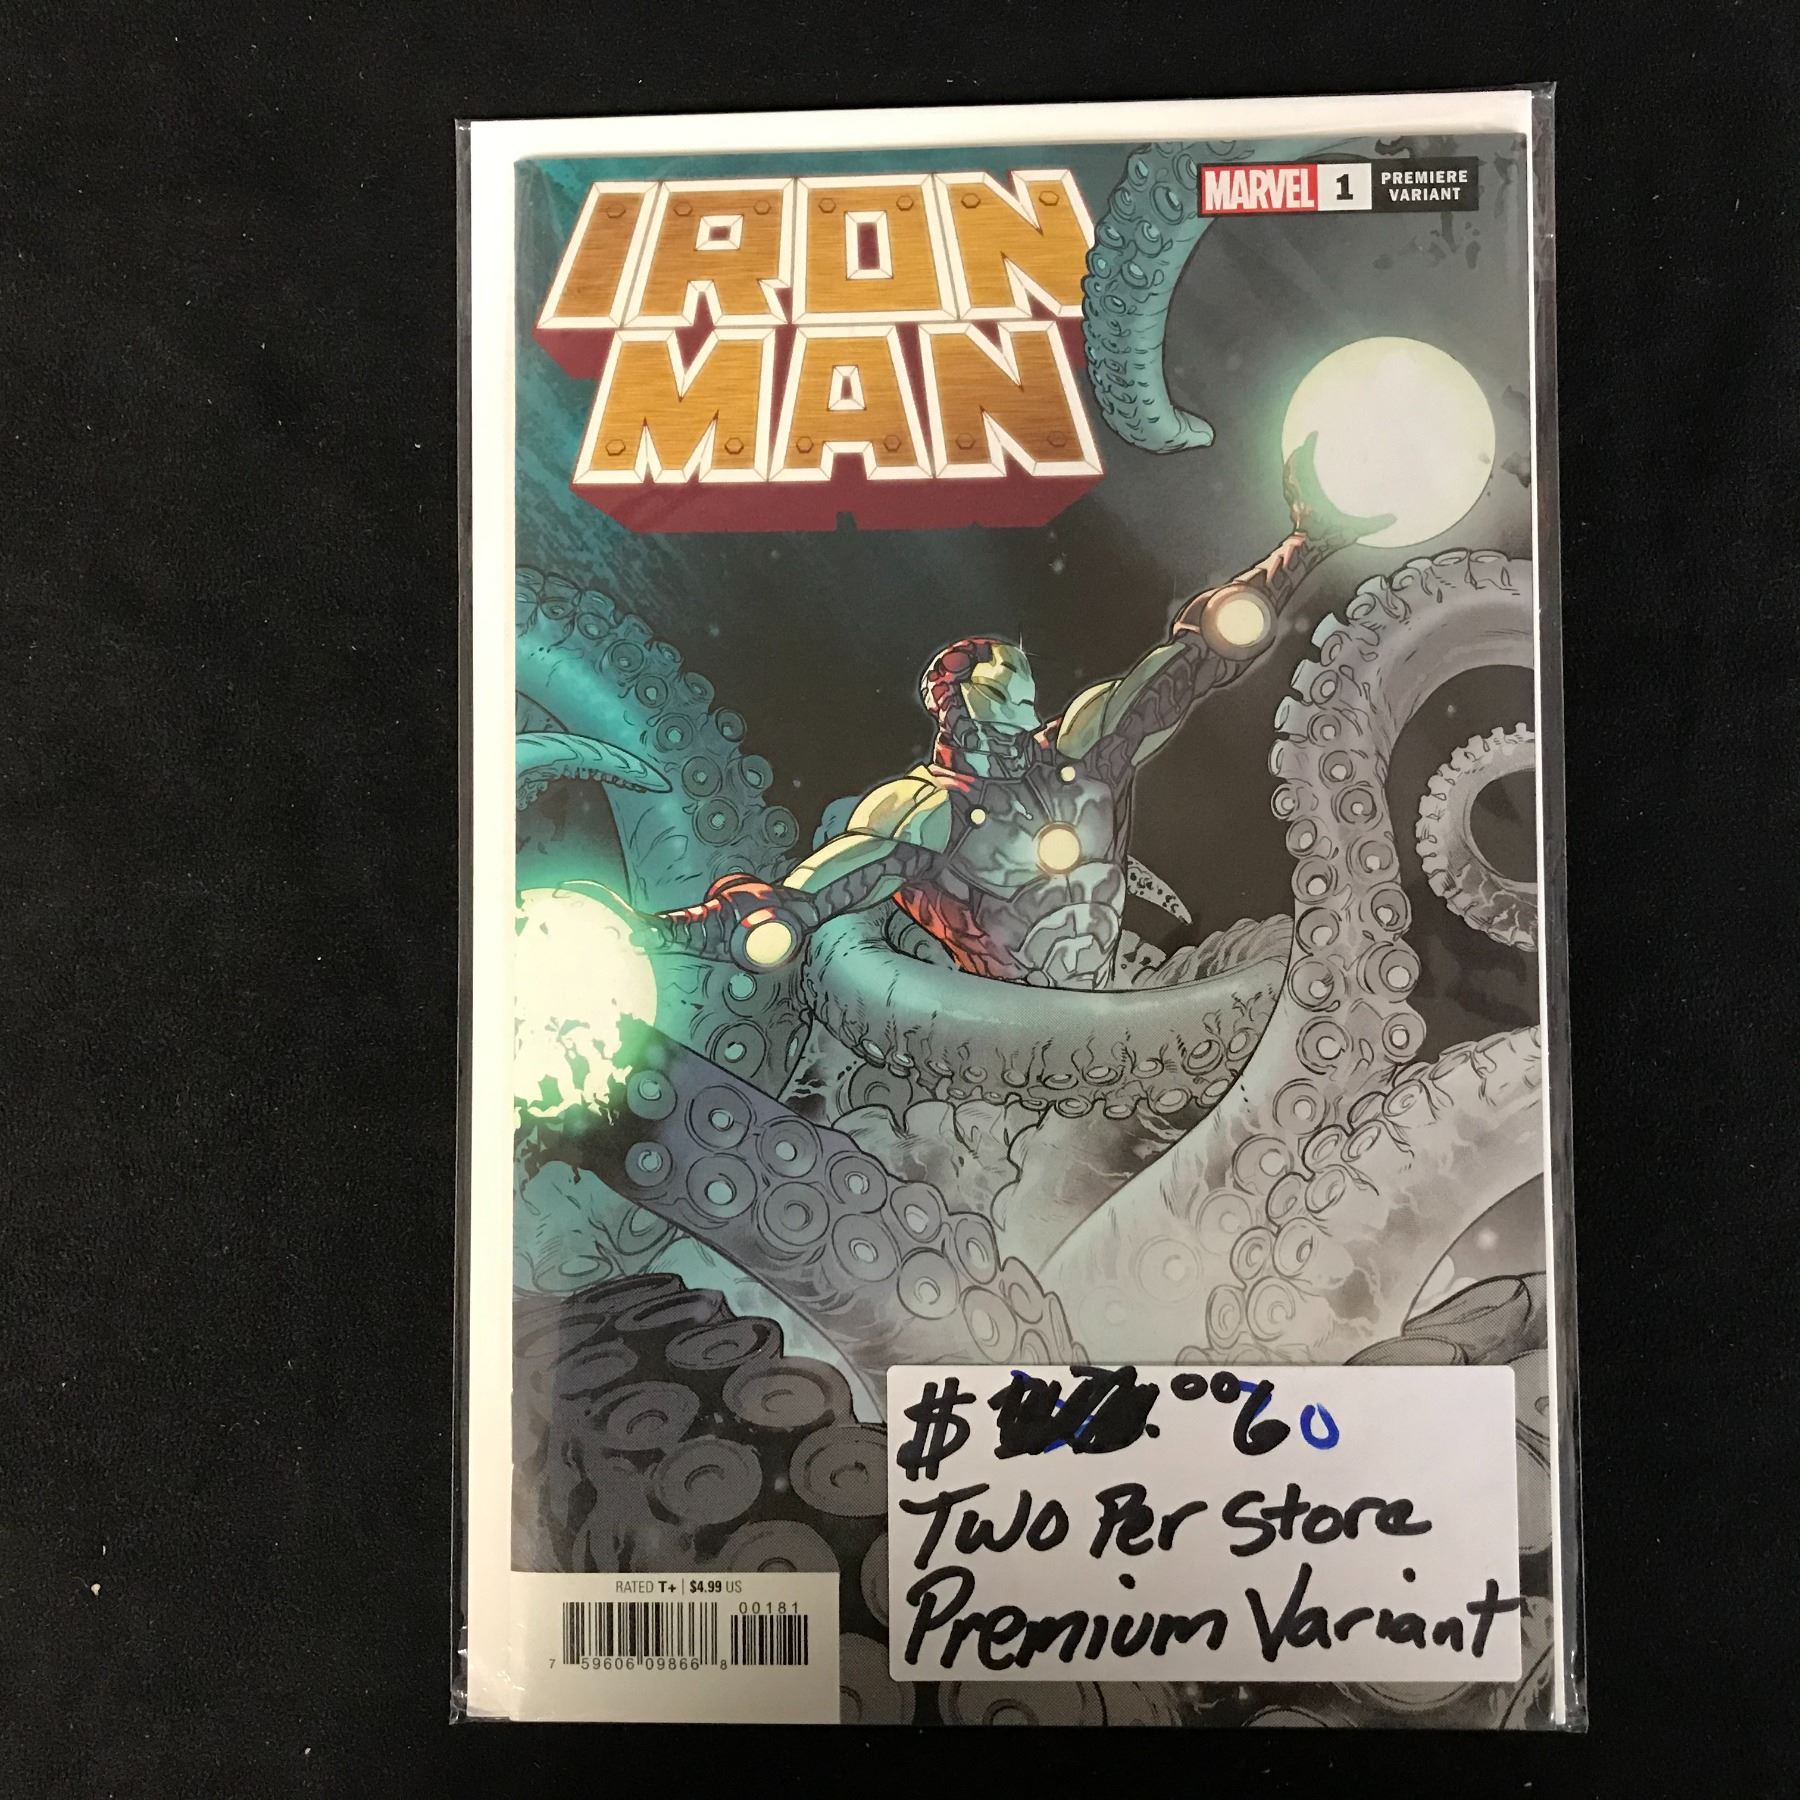 IRON
MAN
MARVEL 1 PREMIERE
VARIANT
$ .00 60
Two Per Store
Premium Variant
RATED T+ | $4.99 US
00181
7 59606 09866 8